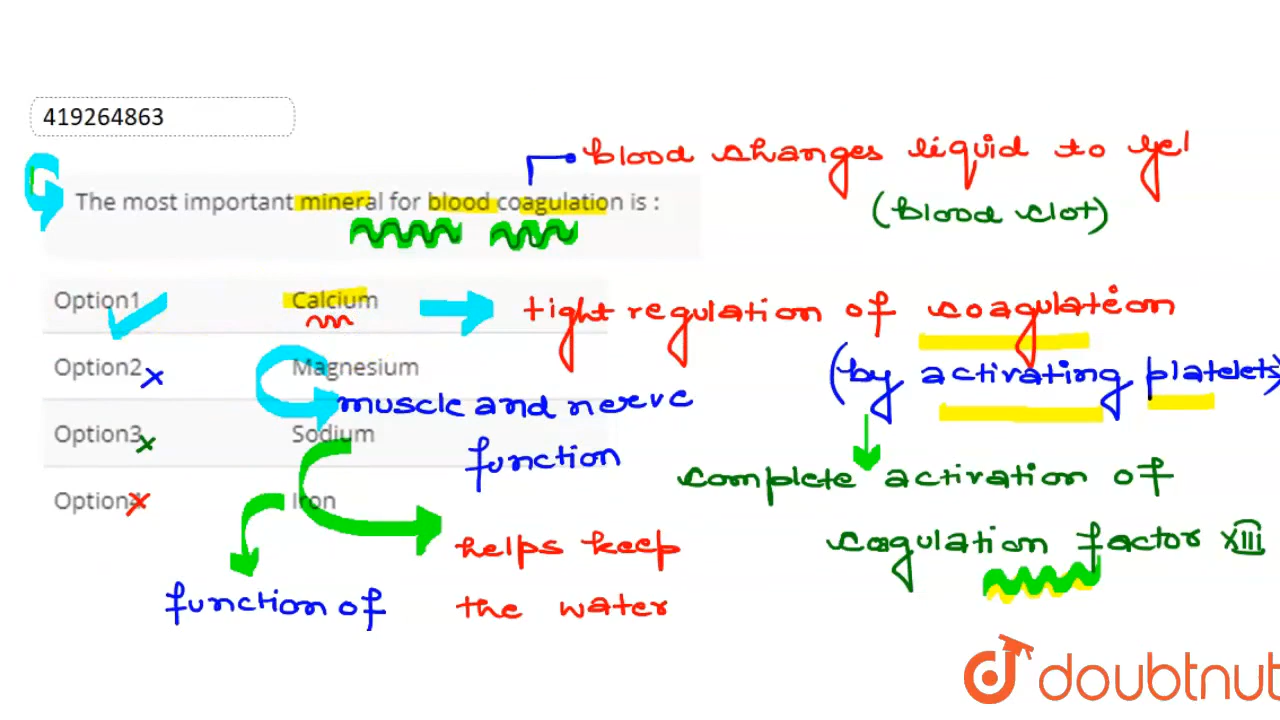 419264863
blood changes liquid to gel
The most important mineral for blood coagulation is :
(blood clot)
Option1 Calcium
tight regulation of coagulation
Option2 x Magnesium
(by activating platelets)
muscle and nerve
function
Option3 x Sodium
complete activation of
Option4 x Iron
coagulation factor XIII
helps keep
the water
function of
doubtnut